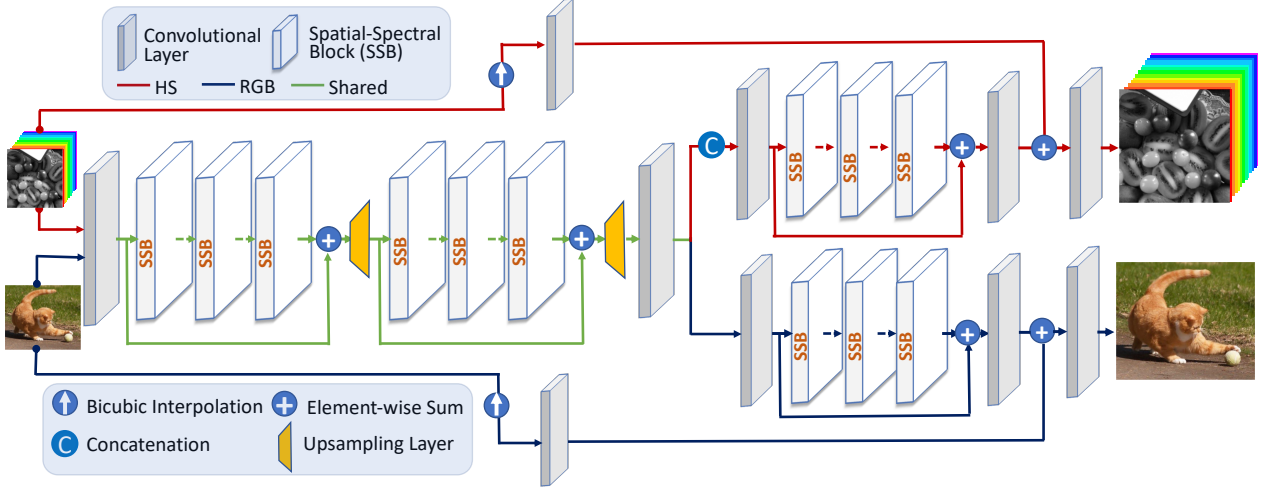 Convolutional
Layer
Spatial-Spectral
Block (SSB)
HS
RGB
Shared
C
SSB
SSB
SSB
SSB
SSB
SSB
SSB
SSB
SSB
SSB
SSB
SSB
Bicubic Interpolation
Element-wise Sum
C
Concatenation
Upsampling Layer